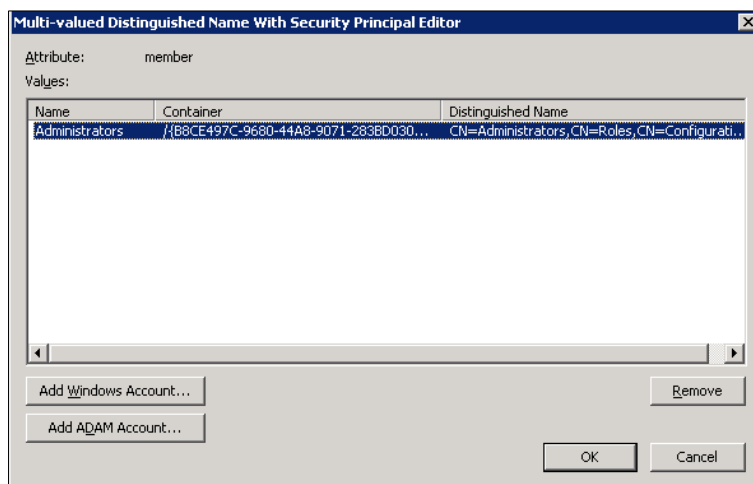 Multi-valued Distinguished Name With Security Principal Editor
Attribute: member
Values:
Name Container Distinguished Name
Administrators /{B8CE497C-9680-44A8-9071-283BD030... CN=Administrators,CN=Roles,CN=Configurati...
Add Windows Account... Remove
Add ADAM Account...
OK Cancel